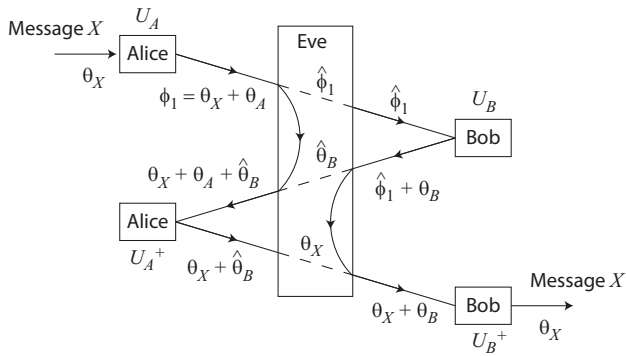 Message X
U_A
Alice
θ_X
Eve
ϕ_1 = θ_X + θ_A
ϕ̂_1
ϕ̂_1
U_B
Bob
θ̂_B
θ_X + θ_A + θ̂_B
ϕ̂_1 + θ_B
Alice
U_A^+
θ_X
θ_X + θ̂_B
Message X
θ_X + θ_B
Bob
θ_X
U_B^+